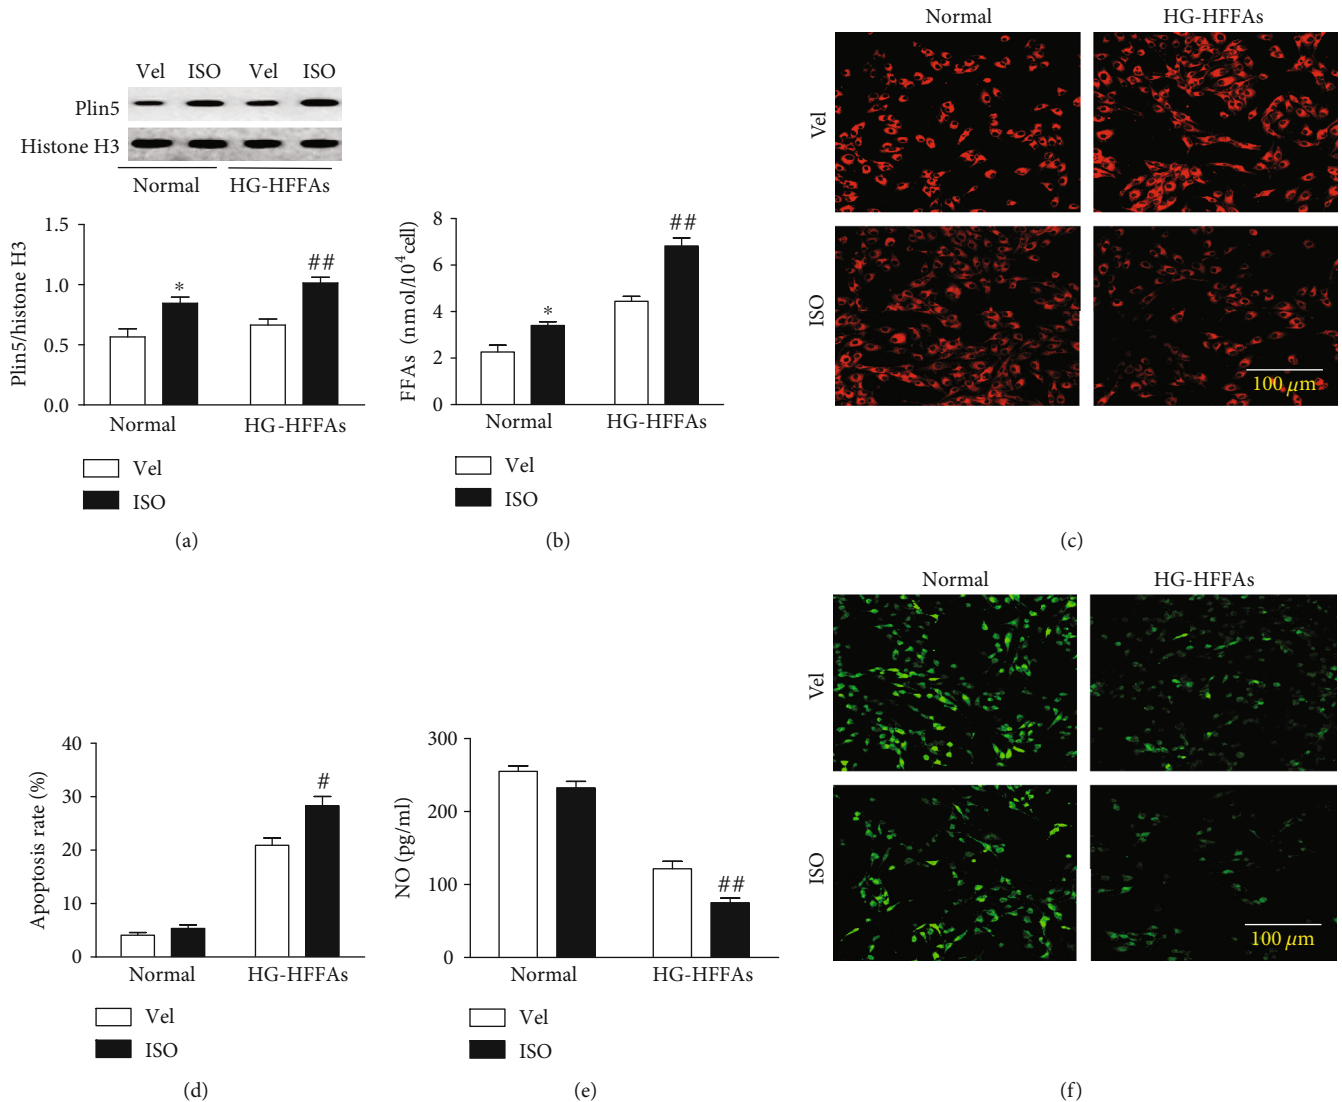 Vel ISO Vel ISO
Plin5
Histone H3
Normal HG-HFFAs
Plin5/histone H3
1.5
1.0
0.5
0.0
*
##
Normal HG-HFFAs
Vel
ISO
(a)
FFAs (nmol/10⁴cell)
8
6
4
2
0
*
##
Normal HG-HFFAs
Vel
ISO
(b)
Normal HG-HFFAs
Vel
ISO
100 μm
(c)
Apoptosis rate (%)
40
30
20
10
0
#
Normal HG-HFFAs
Vel
ISO
(d)
NO (pg/ml)
300
200
100
0
##
Normal HG-HFFAs
Vel
ISO
(e)
Normal HG-HFFAs
Vel
ISO
100 μm
(f)